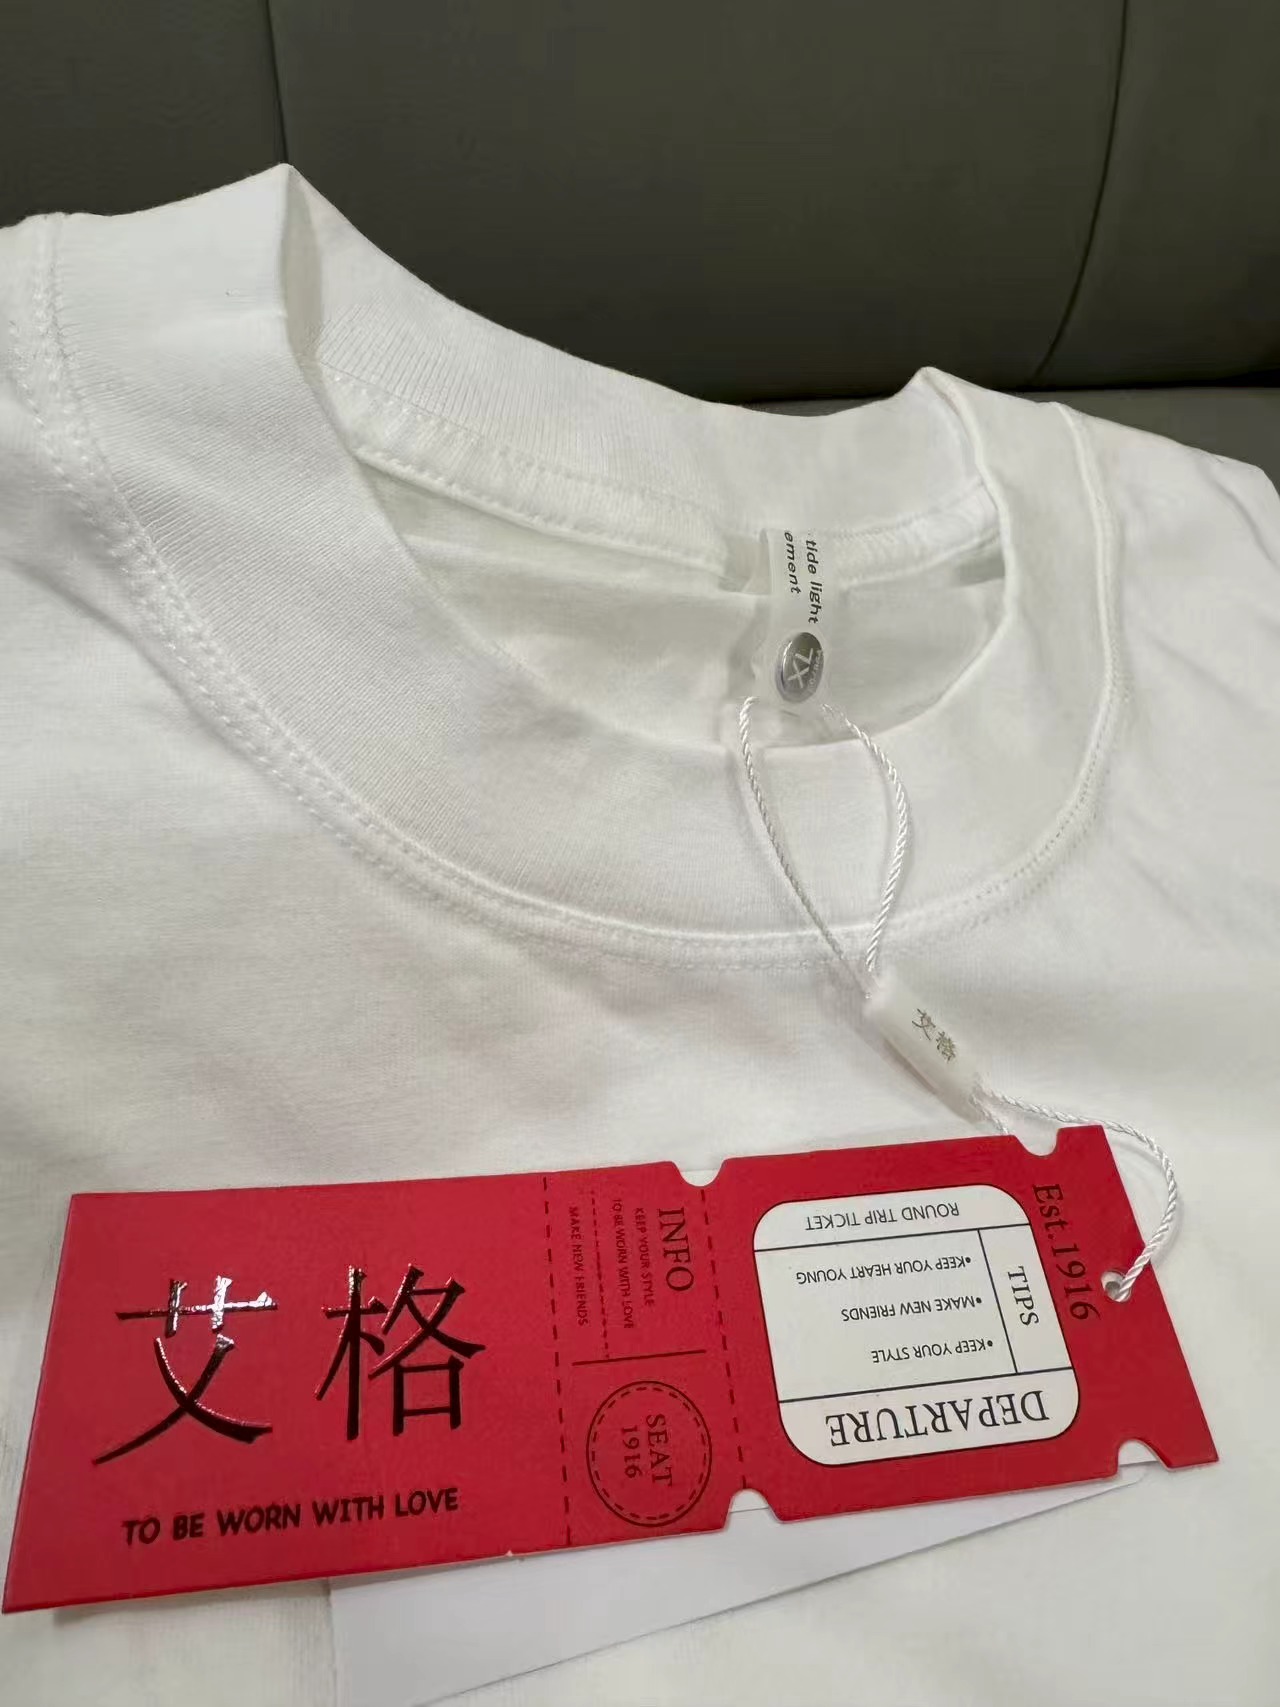 tide light
ement
XL
艾格
艾格
TO BE WORN WITH LOVE
INFO
KEEP YOUR STYLE
TO BE WORN WITH LOVE
MAKE NEW FRIENDS
SEAT
1916
Est.1916
DEPARTURE
TIPS
•KEEP YOUR STYLE
•MAKE NEW FRIENDS
•KEEP YOUR HEART YOUNG
ROUND TRIP TICKET